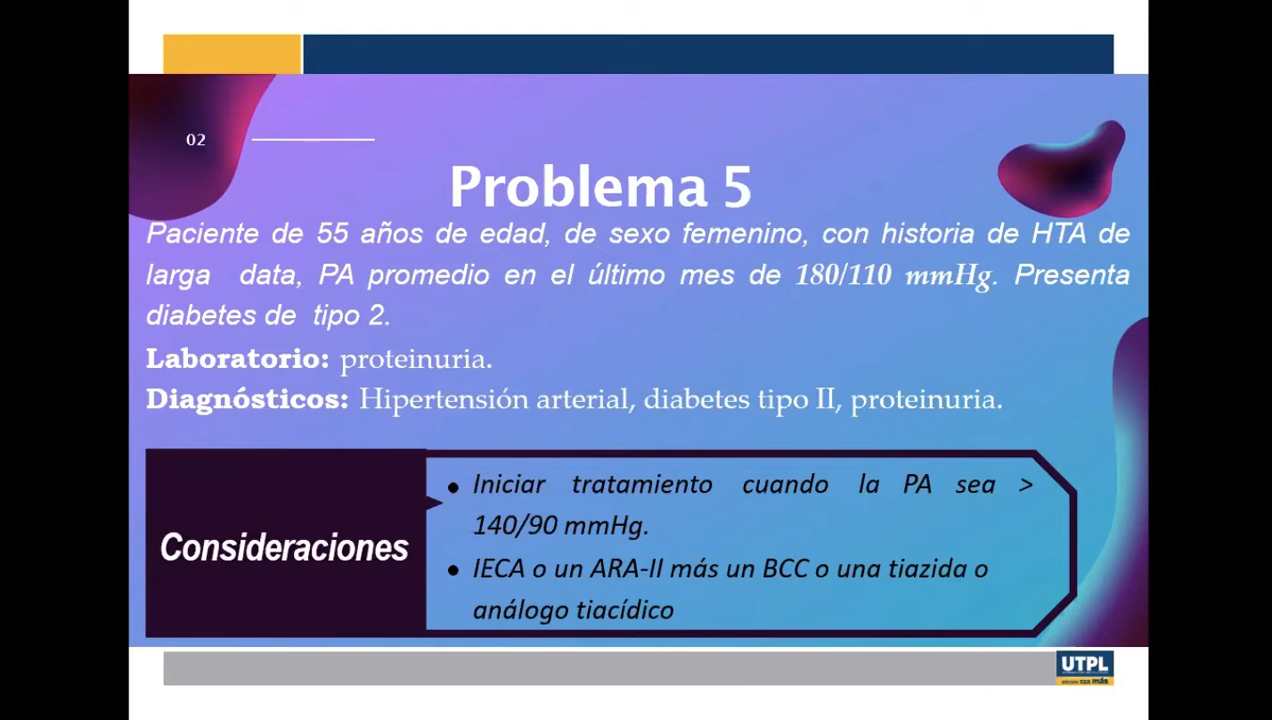 02
Problema 5
Paciente de 55 años de edad, de sexo femenino, con historia de HTA de
larga data, PA promedio en el último mes de 180/110 mmHg. Presenta
diabetes de tipo 2.
Laboratorio: proteinuria.
Diagnósticos: Hipertensión arterial, diabetes tipo II, proteinuria.
Consideraciones
• Iniciar tratamiento cuando la PA sea >
140/90 mmHg.
• IECA o un ARA-II más un BCC o una tiazida o
análogo tiacídico
UTPL